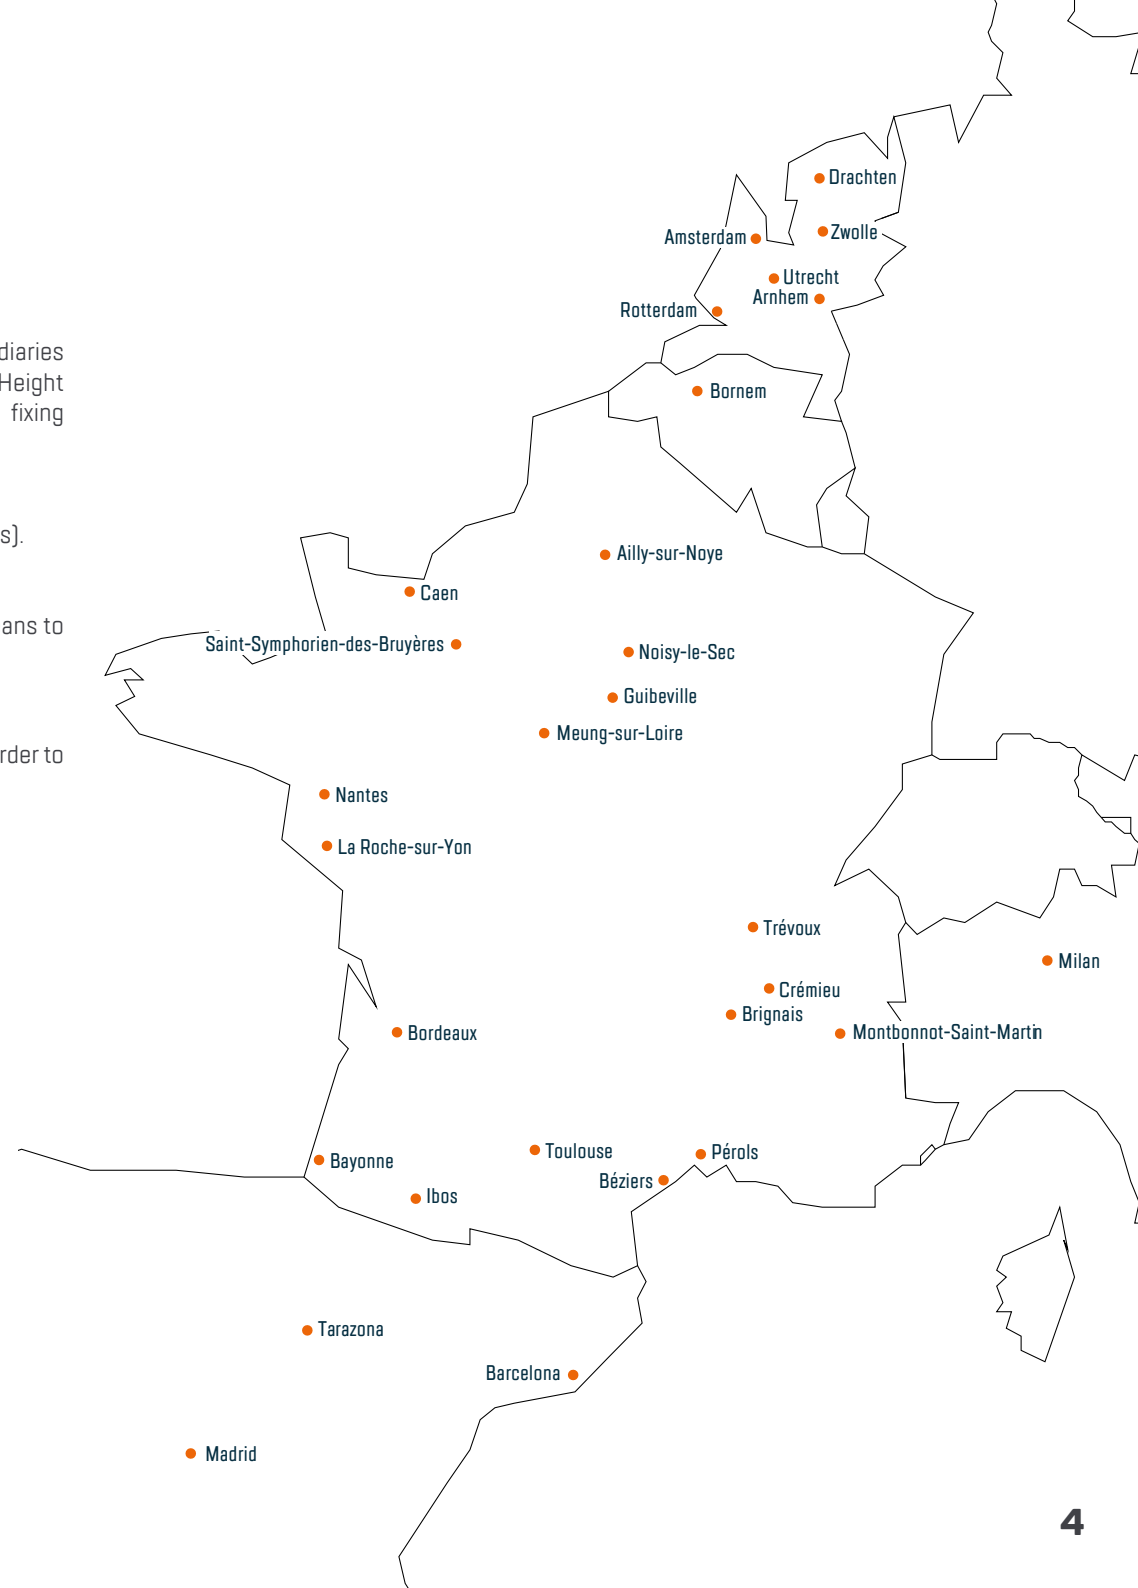 Drachten
Zwolle
Amsterdam
Utrecht
Arnhem
Rotterdam
diaries
Height
fixing
Bornem
s).
Ailly-sur-Noye
Caen
ans to
Saint-Symphorien-des-Bruyères
Noisy-le-Sec
Guibeville
Meung-sur-Loire
rder to
Nantes
La Roche-sur-Yon
Trévoux
Milan
Crémieu
Brignais
Bordeaux
Montbonnot-Saint-Martin
Toulouse
Pérols
Bayonne
Béziers
Ibos
Tarazona
Barcelona
Madrid
4